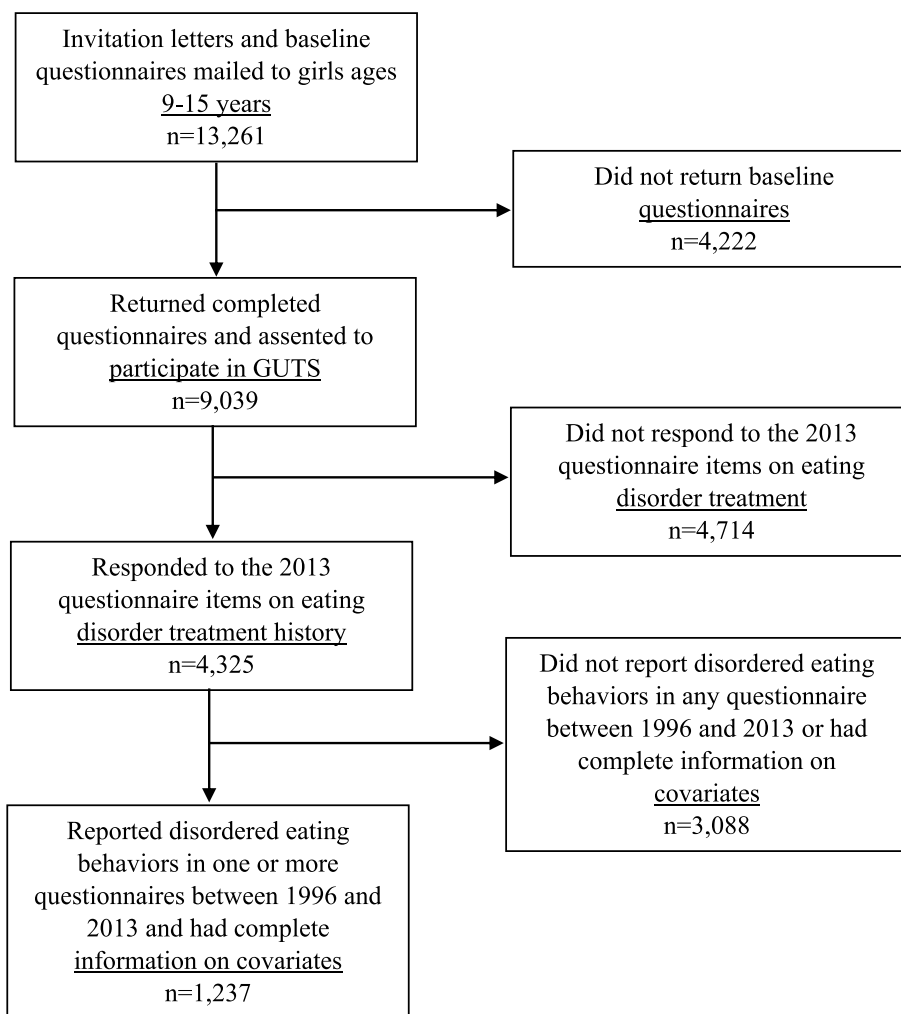 Invitation letters and baseline
questionnaires mailed to girls ages
9-15 years
n=13,261
Did not return baseline
questionnaires
n=4,222
Returned completed
questionnaires and assented to
participate in GUTS
n=9,039
Did not respond to the 2013
questionnaire items on eating
disorder treatment
n=4,714
Responded to the 2013
questionnaire items on eating
disorder treatment history
n=4,325
Did not report disordered eating
behaviors in any questionnaire
between 1996 and 2013 or had
complete information on
covariates
n=3,088
Reported disordered eating
behaviors in one or more
questionnaires between 1996 and
2013 and had complete
information on covariates
n=1,237